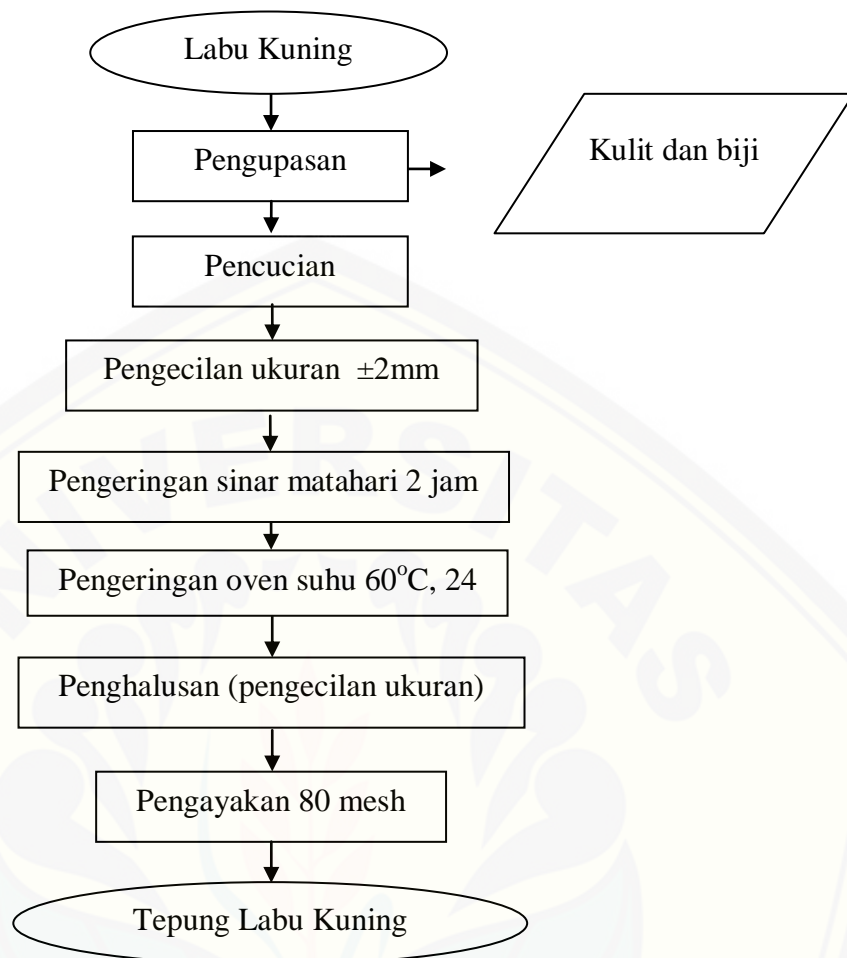 Labu Kuning
Pengupasan
Kulit dan biji
Pencucian
Pengecilan ukuran ±2mm
Pengeringan sinar matahari 2 jam
Pengeringan oven suhu 60°C, 24
Penghalusan (pengecilan ukuran)
Pengayakan 80 mesh
Tepung Labu Kuning
NIVERSITAS